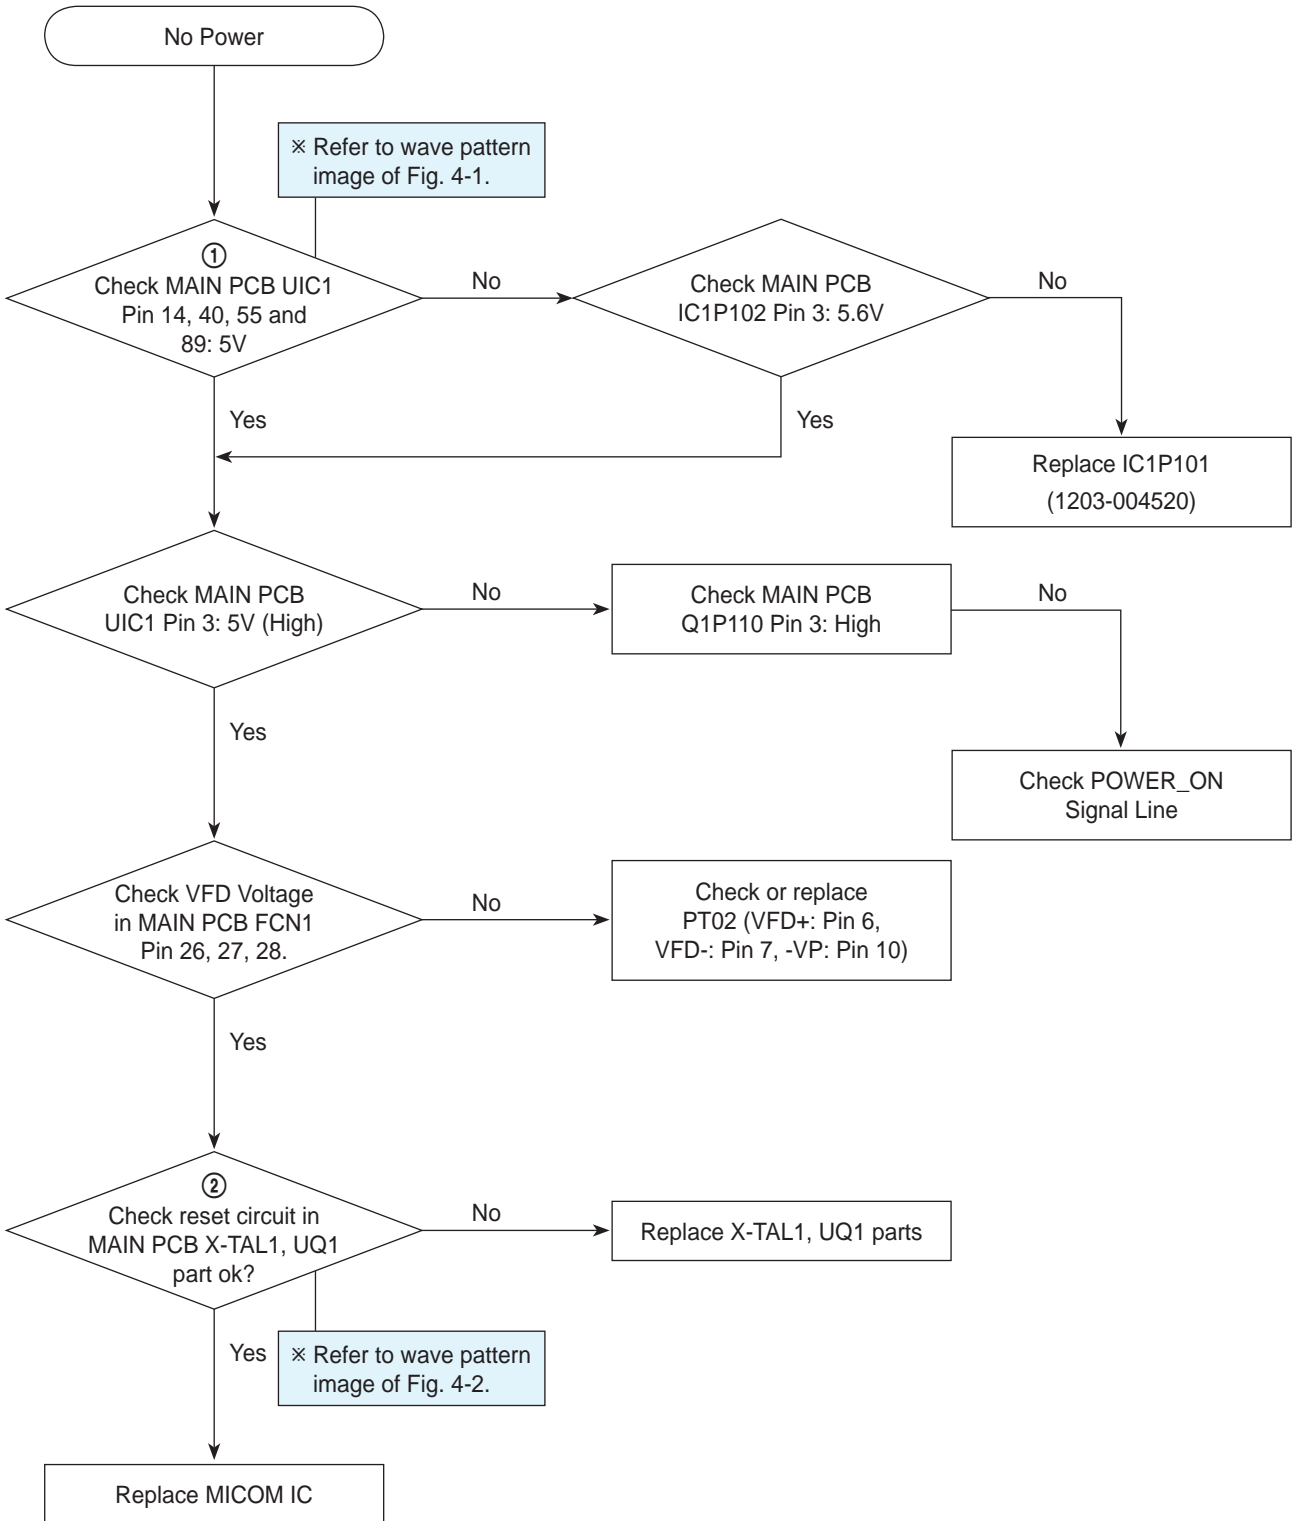 No Power
※ Refer to wave pattern
image of Fig. 4-1.
①
Check MAIN PCB UIC1
Pin 14, 40, 55 and
89: 5V
No
Check MAIN PCB
IC1P102 Pin 3: 5.6V
No
Yes
Yes
Replace IC1P101
(1203-004520)
Check MAIN PCB
UIC1 Pin 3: 5V (High)
No
Check MAIN PCB
Q1P110 Pin 3: High
No
Yes
Check POWER_ON
Signal Line
Check VFD Voltage
in MAIN PCB FCN1
Pin 26, 27, 28.
No
Check or replace
PT02 (VFD+: Pin 6,
VFD-: Pin 7, -VP: Pin 10)
Yes
②
Check reset circuit in
MAIN PCB X-TAL1, UQ1
part ok?
No
Replace X-TAL1, UQ1 parts
Yes
※ Refer to wave pattern
image of Fig. 4-2.
Replace MICOM IC